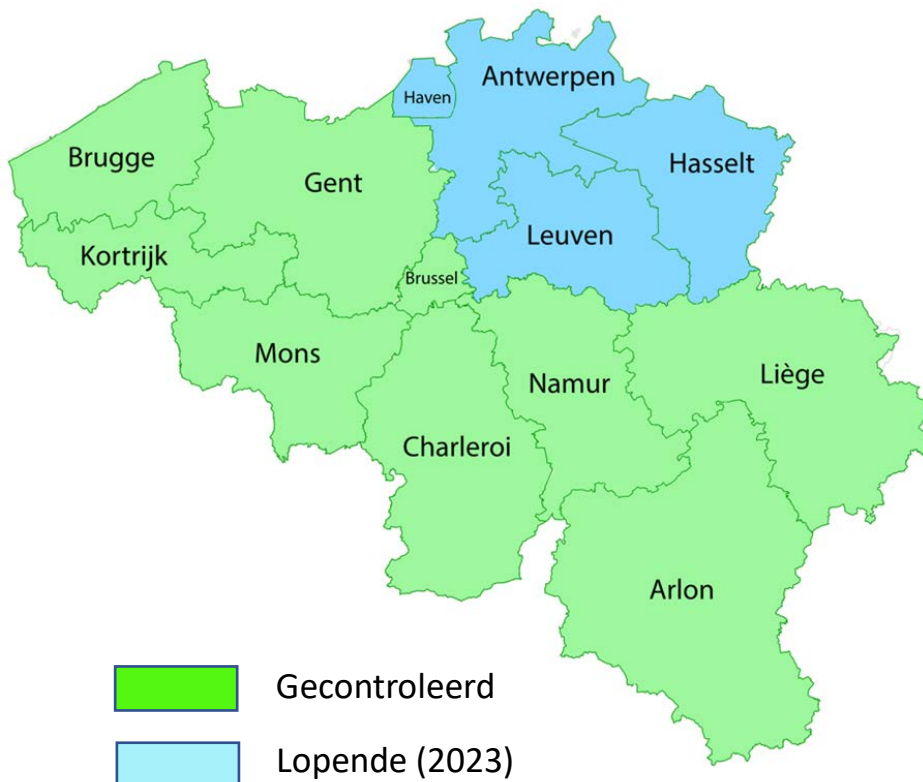 Antwerpen
Haven
Brugge
Gent
Hasselt
Leuven
Kortrijk
Brussel
Mons
Namur
Liège
Charleroi
Arlon
Gecontroleerd
Lopende (2023)